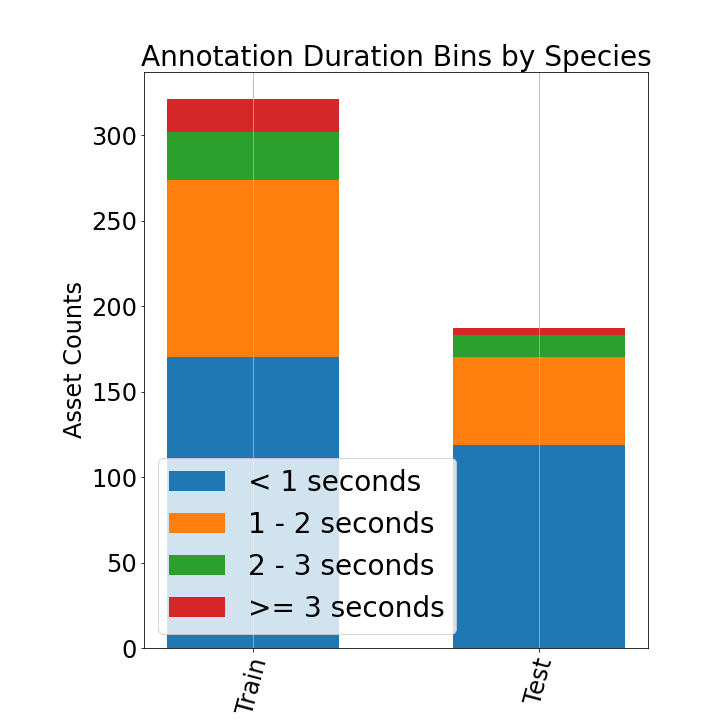 Annotation Duration Bins by Species
300
250
200
150
100
50
0
Asset Counts
< 1 seconds
1 - 2 seconds
2 - 3 seconds
>= 3 seconds
Train
Test